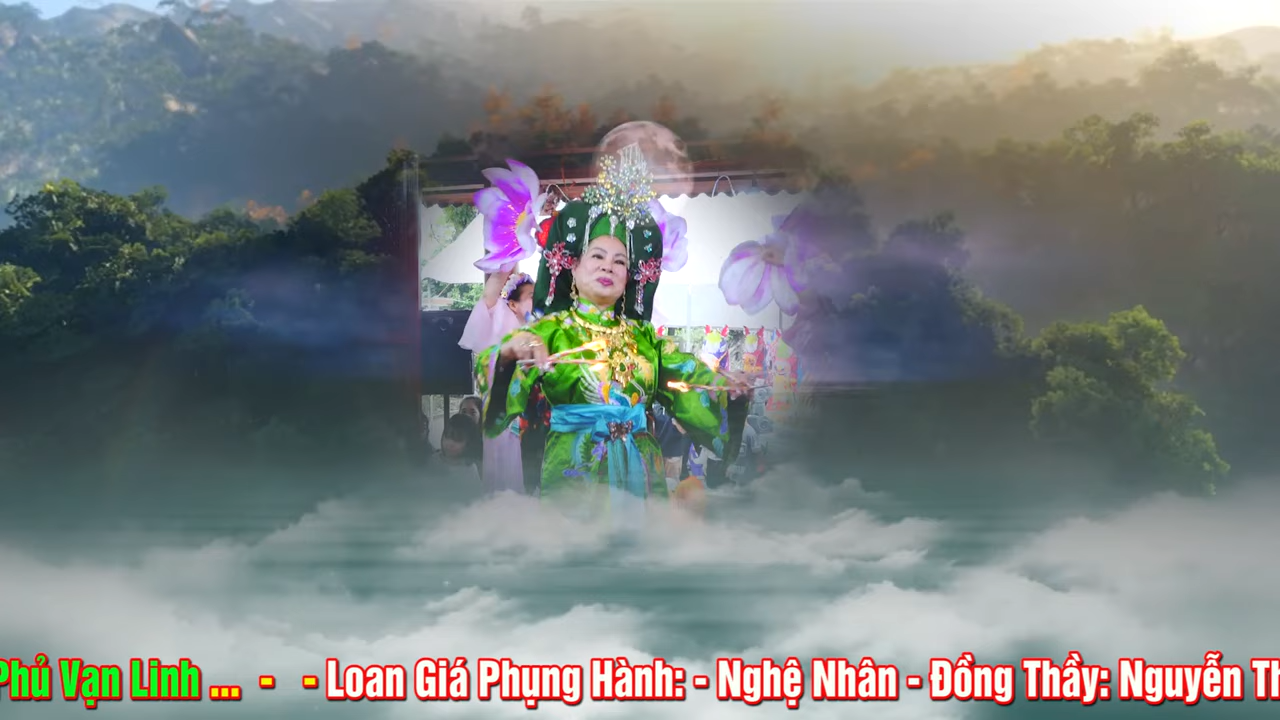 Phủ Vạn Linh ... - - Loan Giá Phụng Hành: - Nghệ Nhân - Đồng Thầy: Nguyễn Th